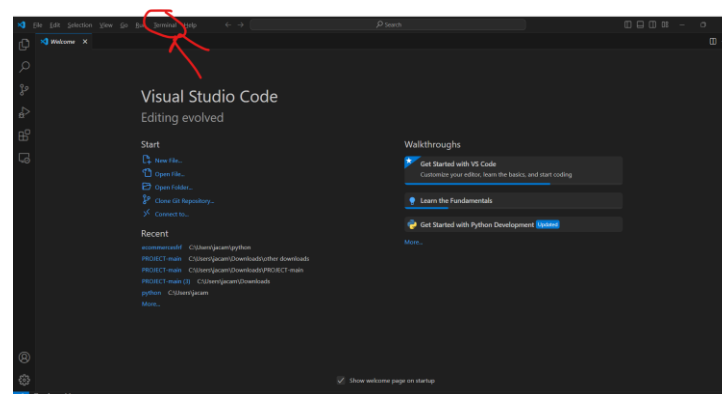 File Edit Selection View Go Run Terminal Help
Search
Welcome
Visual Studio Code
Editing evolved
Start
New File...
Open File...
Open Folder...
Clone Git Repository...
Connect to...
Recent
ecommerceshf C:\Users\jacam\python
PROJECT-main C:\Users\jacam\Downloads\other downloads
PROJECT-main C:\Users\jacam\Downloads\PROJECT-main
PROJECT-main (3) C:\Users\jacam\Downloads
python C:\Users\jacam
More...
Walkthroughs
Get Started with VS Code
Customize your editor, learn the basics, and start coding
Learn the Fundamentals
Get Started with Python Development Updated
More...
Show welcome page on startup